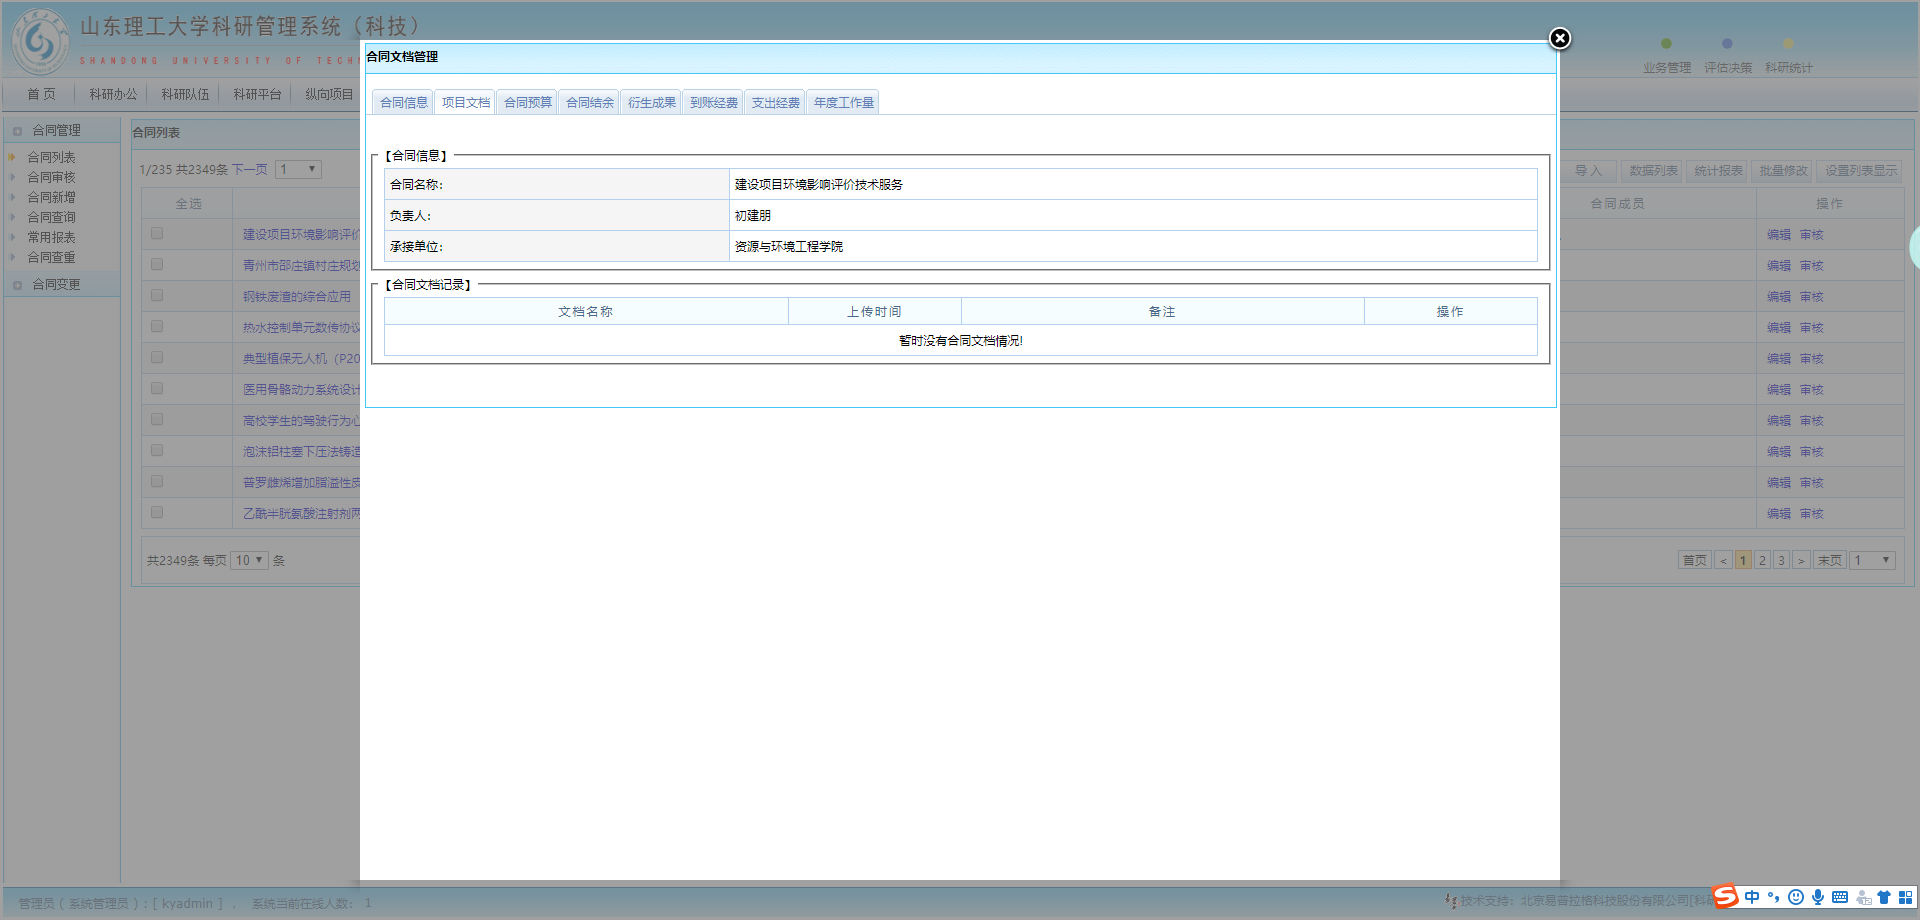 山东理工大学科研管理系统（科技）
SHANDONG UNIVERSITY OF TECH
业务管理 评估决策 科研统计
首 页 科研办公 科研队伍 科研平台 纵向项目
合同文档管理
合同信息 项目文档 合同预算 合同结余 衍生成果 到账经费 支出经费 年度工作量
【合同信息】
合同名称: 建设项目环境影响评价技术服务
负责人: 初建朋
承接单位: 资源与环境工程学院
【合同文档记录】
文档名称 上传时间 备注 操作
暂时没有合同文档情况!
合同管理
合同列表
合同审核
合同新增
合同查询
常用报表
合同查重
合同变更
合同列表
1/235 共2349条 下一页 1
导 入 数据列表 统计报表 批量修改 设置列表显示
全选 合同成员 操作
建设项目环境影响评价 编辑 审核
青州市邵庄镇村庄规划 编辑 审核
钢铁废渣的综合应用 编辑 审核
热水控制单元数传协议 编辑 审核
典型植保无人机（P20 编辑 审核
医用骨骼动力系统设计 编辑 审核
高校学生的驾驶行为心 编辑 审核
泡沫铝柱塞下压法铸造 编辑 审核
普罗雌烯增加脂溢性皮 编辑 审核
乙酰半胱氨酸注射剂两 编辑 审核
共2349条 每页 10 条
首页 < 1 2 3 > 末页 1
管理员 ( 系统管理员 ) : [ kyadmin ] ， 系统当前在线人数: 1
技术支持: 北京易普拉格科技股份有限公司[科研
中